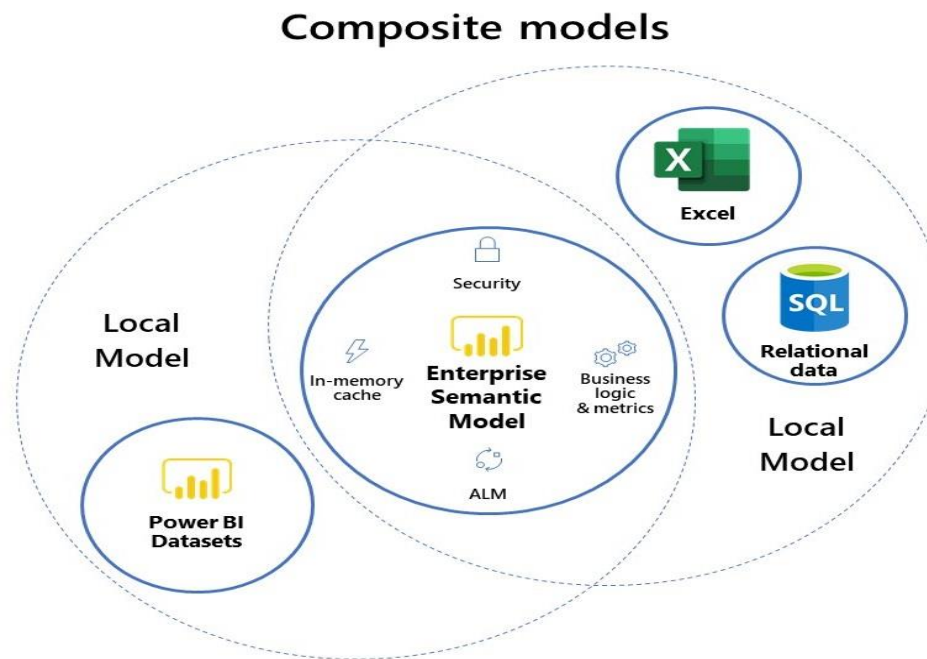 Composite models
Excel
SQL
Relational
data
Local
Model
Security
In-memory
cache
Enterprise
Semantic
Model
Business
logic
& metrics
ALM
Local
Model
Power BI
Datasets